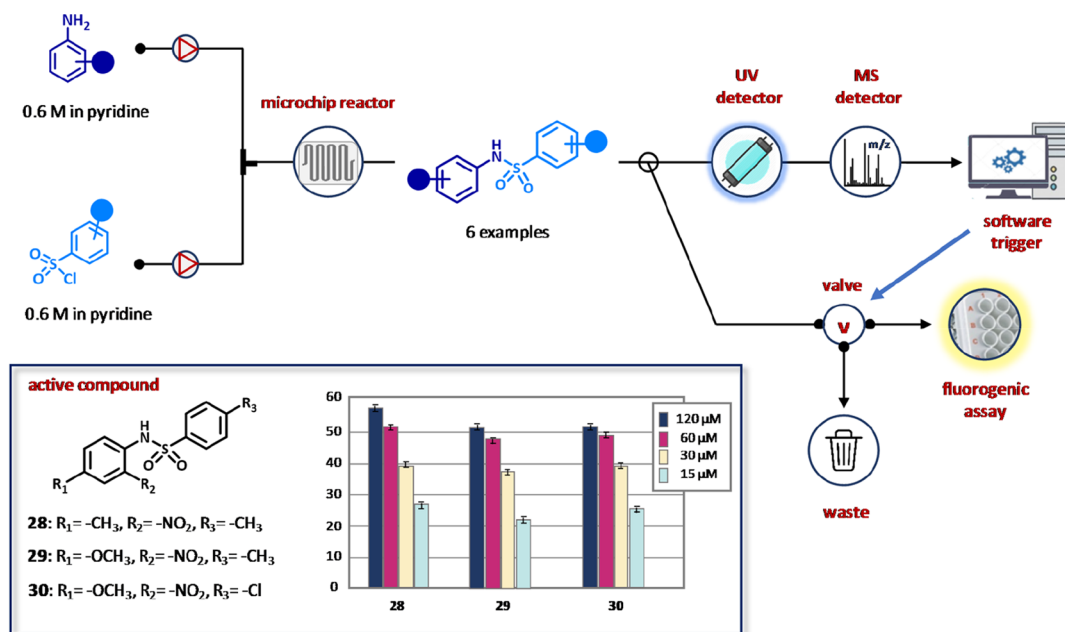 NH₂
0.6 M in pyridine
microchip reactor
H
N
S
O O
6 examples
UV
detector
MS
detector
m/z
software
trigger
O
S
O
Cl
0.6 M in pyridine
valve
V
A
B
C
fluorogenic
assay
waste
active compound
R₃
H
N
S
O O
R₁
R₂
28: R₁= -CH₃, R₂= -NO₂, R₃= -CH₃
29: R₁= -OCH₃, R₂= -NO₂, R₃= -CH₃
30: R₁= -OCH₃, R₂= -NO₂, R₃= -Cl
60
50
40
30
20
10
0
28
29
30
120 μM
60 μM
30 μM
15 μM